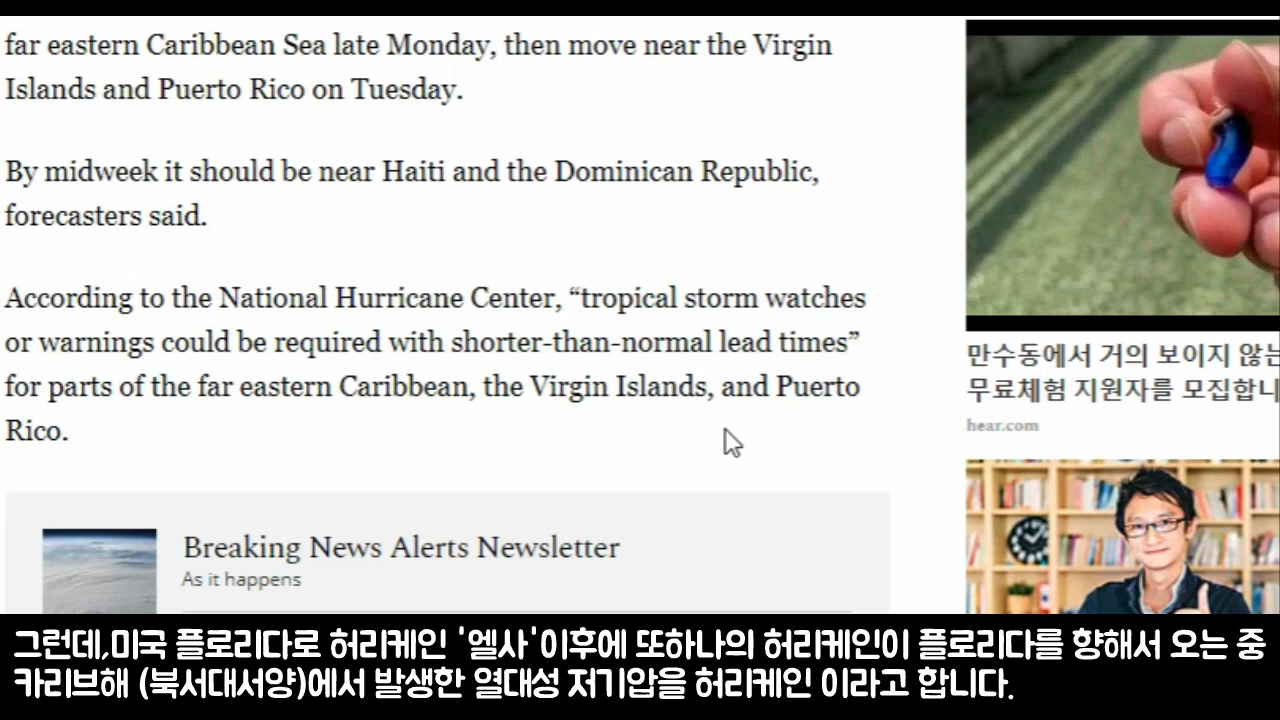 far eastern Caribbean Sea late Monday, then move near the Virgin
Islands and Puerto Rico on Tuesday.
By midweek it should be near Haiti and the Dominican Republic,
forecasters said.
According to the National Hurricane Center, “tropical storm watches
or warnings could be required with shorter-than-normal lead times”
for parts of the far eastern Caribbean, the Virgin Islands, and Puerto
Rico.
Breaking News Alerts Newsletter
As it happens
만수동에서 거의 보이지 않는
무료체험 지원자를 모집합니
hear.com
그런데,미국 플로리다로 허리케인 '엘사'이후에 또하나의 허리케인이 플로리다를 향해서 오는 중
카리브해 (북서대서양)에서 발생한 열대성 저기압을 허리케인 이라고 합니다.